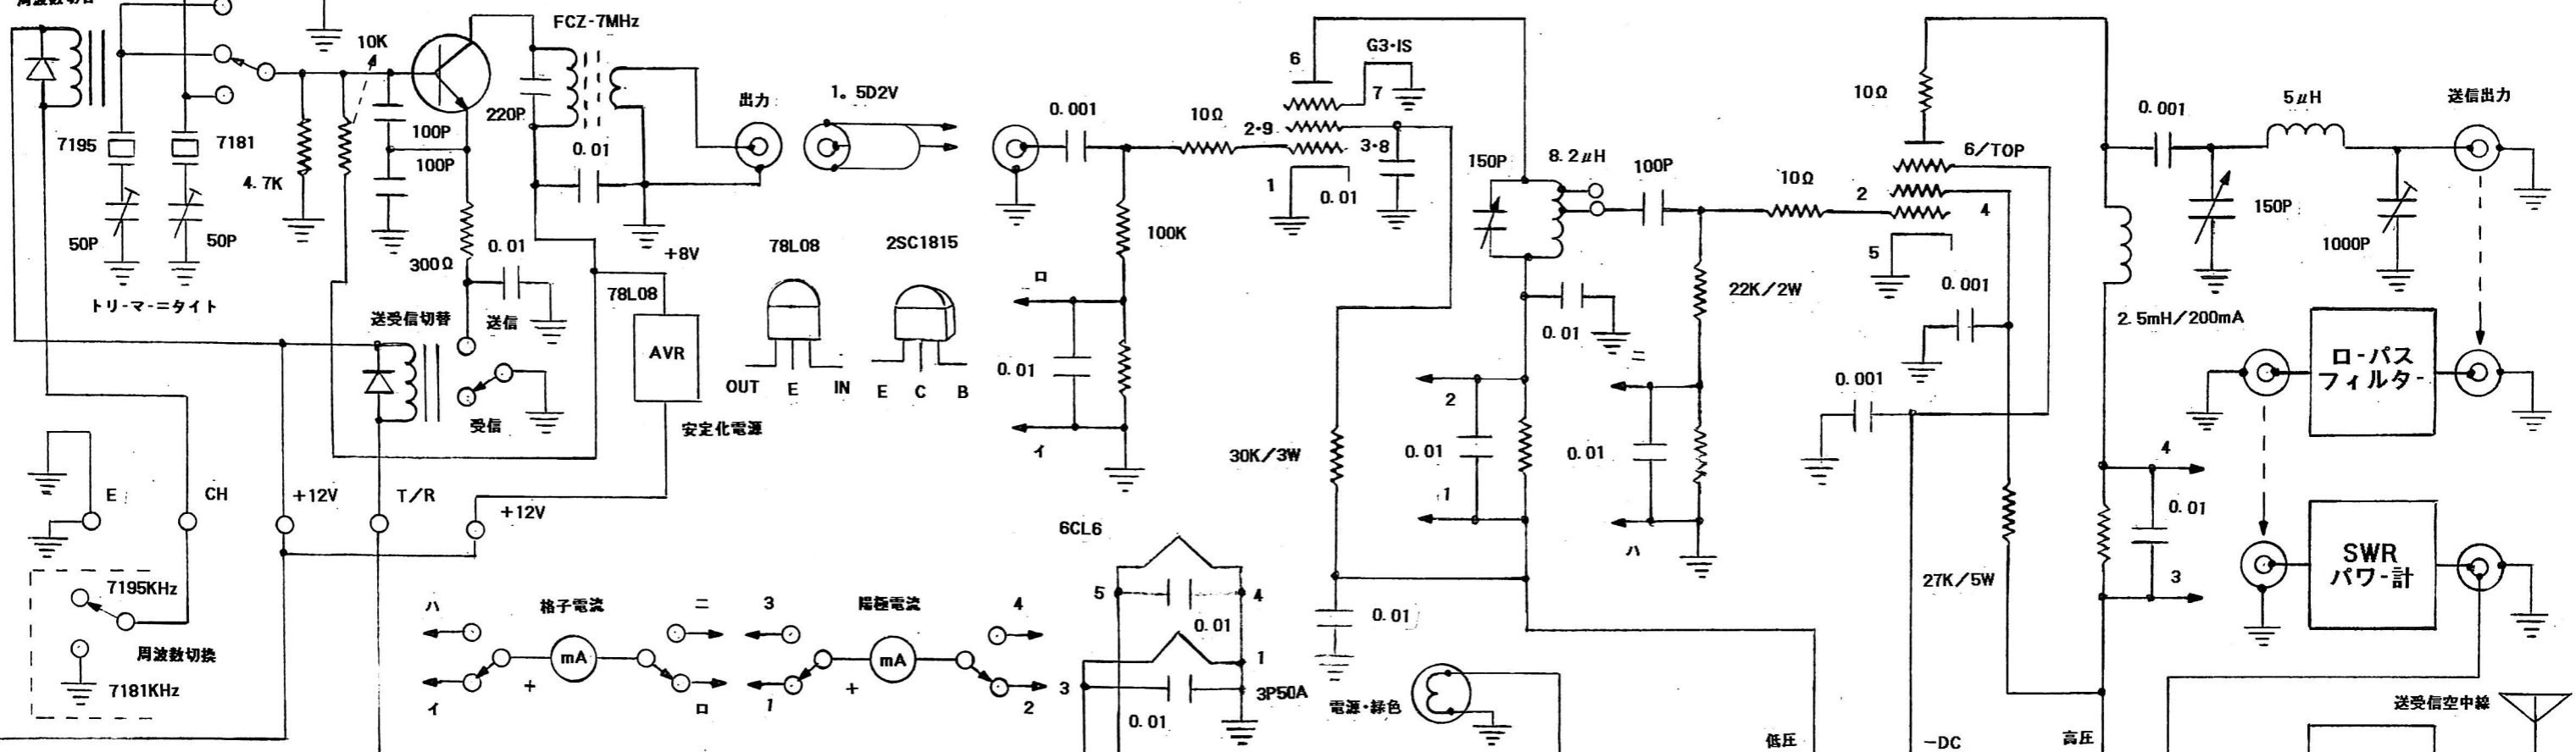 周波数切替
10K
FCZ-7MHz
7195
7181
4.7K
100P
100P
220P
0.01
50P
50P
トリ-マ-=タイト
300Ω
0.01
+8V
送受信切替
送信
受信
78L08
AVR
安定化電源
出力
1。5D2V
78L08
2SC1815
OUT E IN
E C B
E
CH
+12V
T/R
+12V
7195KHz
周波数切換
7181KHz
0.001
10Ω
100K
ロ
0.01
イ
6
G3・IS
7
2・9
3・8
1
0.01
150P
8.2μH
100P
10Ω
0.01
22K/2W
ニ
2
0.01
1
0.01
ハ
30K/3W
0.01
10Ω
6/TOP
2
4
5
0.001
0.001
27K/5W
0.001
5μH
送信出力
150P
1000P
2.5mH/200mA
ロ-パス
フィルタ-
4
0.01
3
SWR
パワ-計
ハ
格子電流
ニ
mA
+
イ
ロ
3
陽極電流
4
mA
+
1
2
6CL6
5
4
0.01
1
3
3P50A
0.01
電源・緑色
低圧
-DC
高圧
送受信空中線